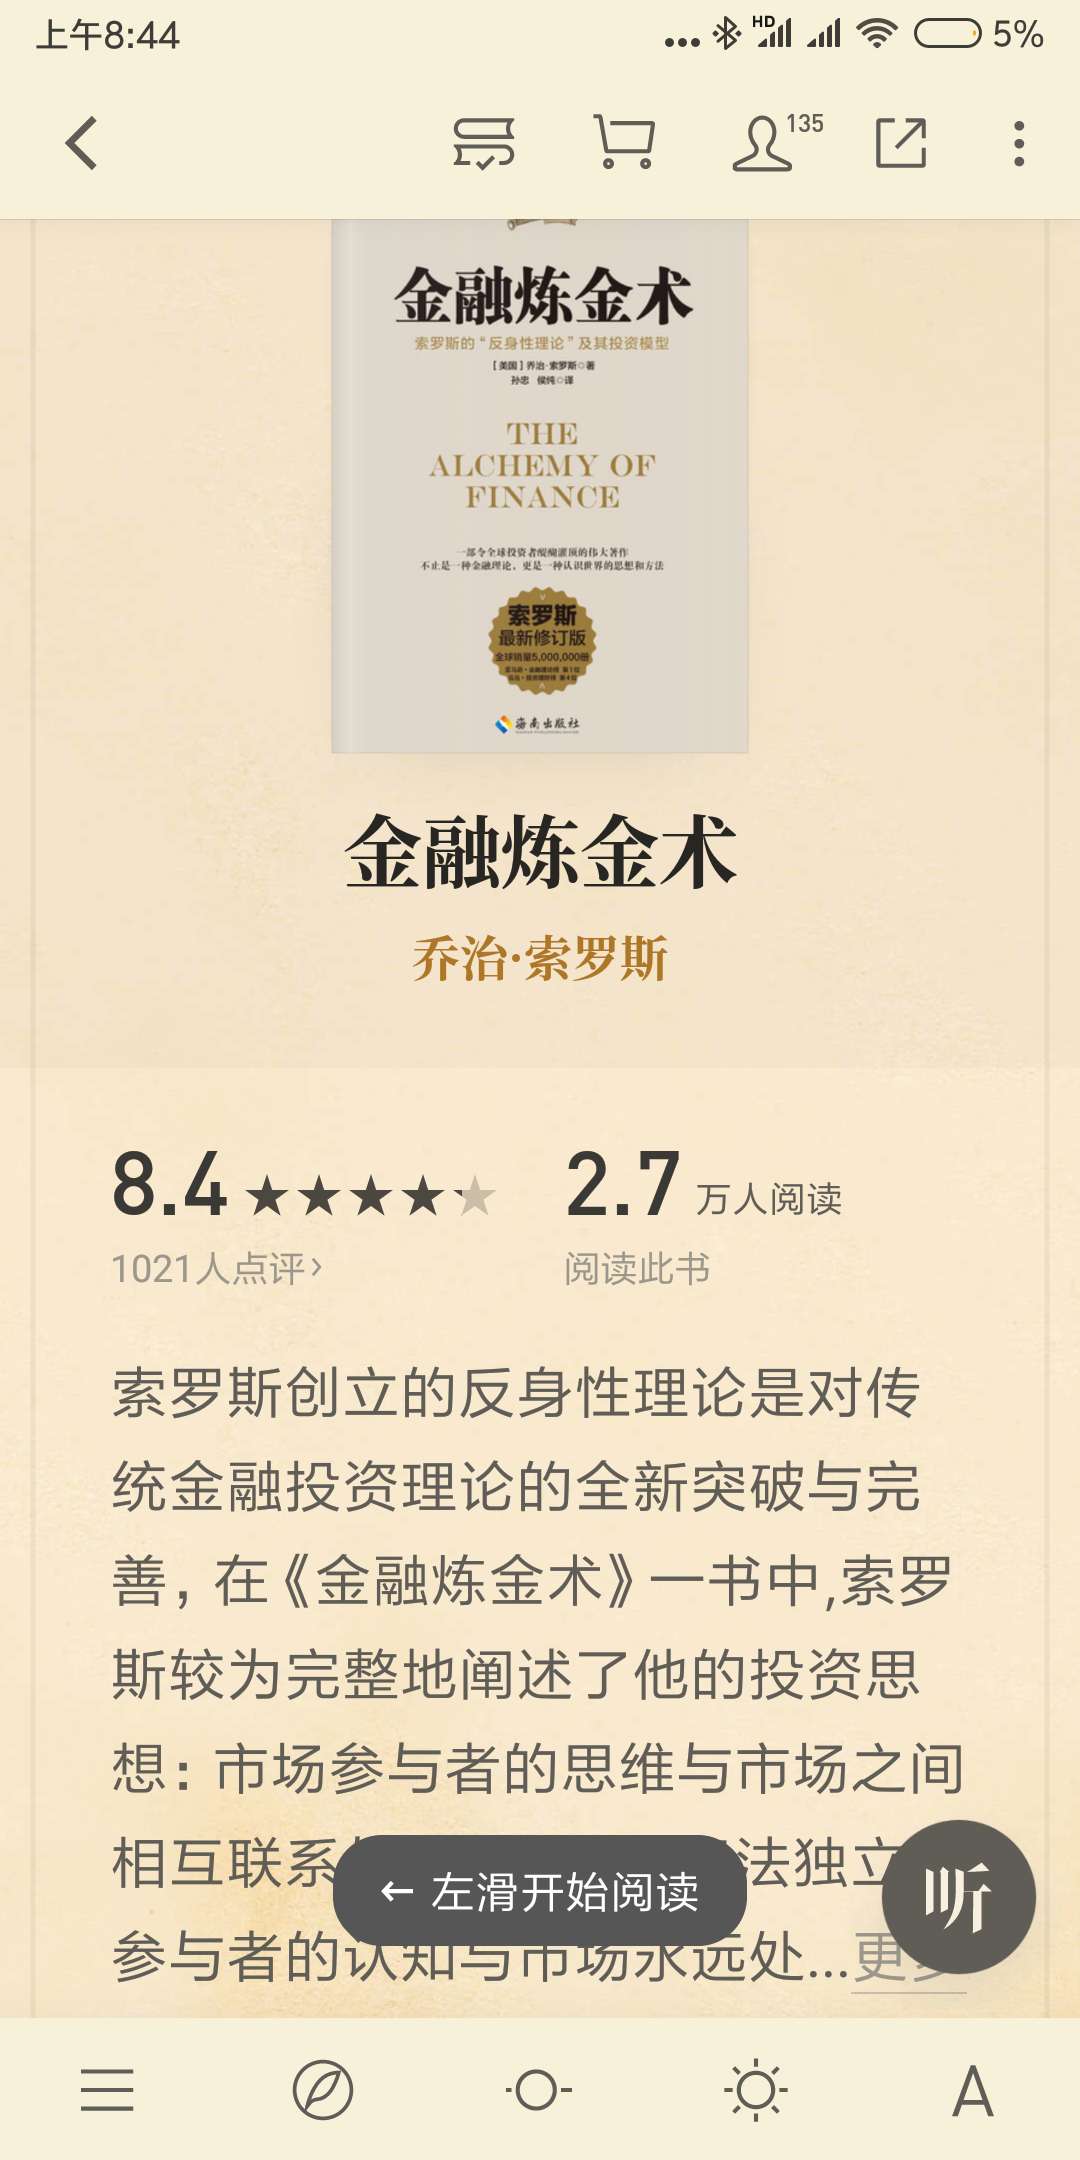 上午8:44
HD
5%
135
金融炼金术
索罗斯的“反身性理论”及其投资模型
[美国]乔治·索罗斯◎著
孙忠 侯纯◎译
THE
ALCHEMY OF
FINANCE
一部令全球投资者醍醐灌顶的伟大著作
不止是一种金融理论，更是一种认识世界的思想和方法
索罗斯
最新修订版
全球销量5,000,000册
海南出版社
金融炼金术
乔治·索罗斯
8.4
2.7 万人阅读
1021人点评
阅读此书
索罗斯创立的反身性理论是对传
统金融投资理论的全新突破与完
善，在《金融炼金术》一书中,索罗
斯较为完整地阐述了他的投资思
想：市场参与者的思维与市场之间
相互联系
法独立
← 左滑开始阅读
听
参与者的认知与市场永远处...更多
A